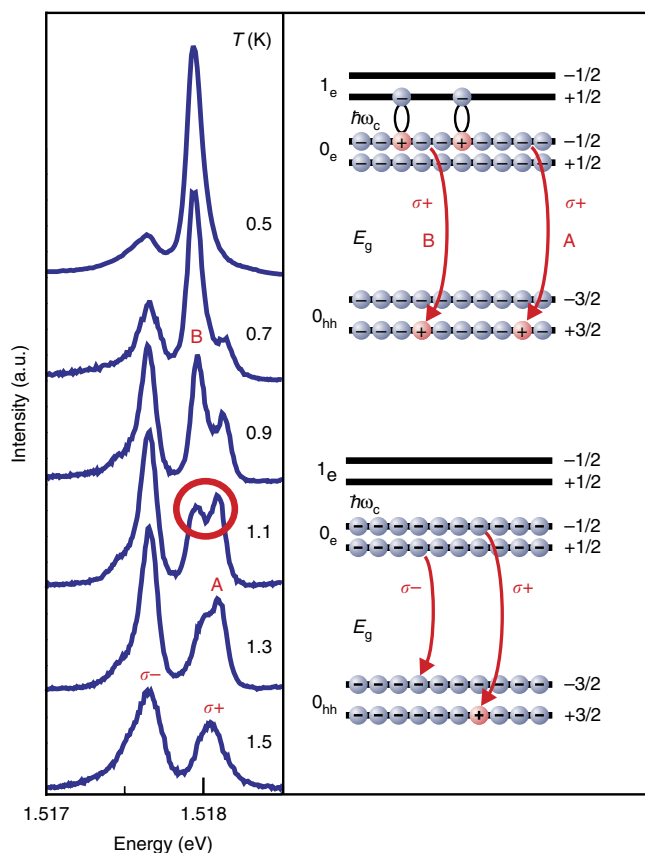 T (K)
0.5
0.7
B
0.9
1.1
A
1.3
σ−
σ+
1.5
1.517
1.518
Energy (eV)
Intensity (a.u.)
1e
−1/2
+1/2
ℏωc
0e
−1/2
+1/2
σ+
σ+
Eg
B
A
−3/2
0hh
+3/2
1e
−1/2
+1/2
ℏωc
0e
−1/2
+1/2
σ−
σ+
Eg
−3/2
0hh
+3/2